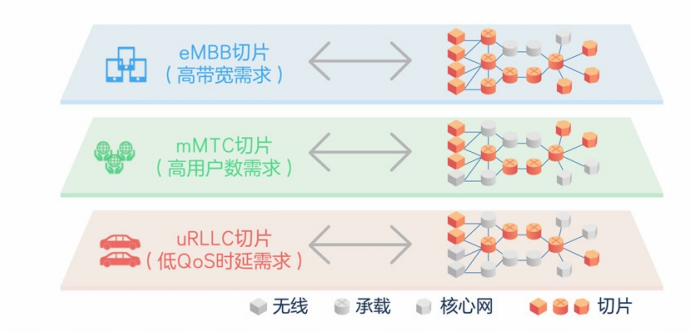 eMBB切片
（高带宽需求）
mMTC切片
（高用户数需求）
uRLLC切片
（低QoS时延需求）
无线 承载 核心网 切片